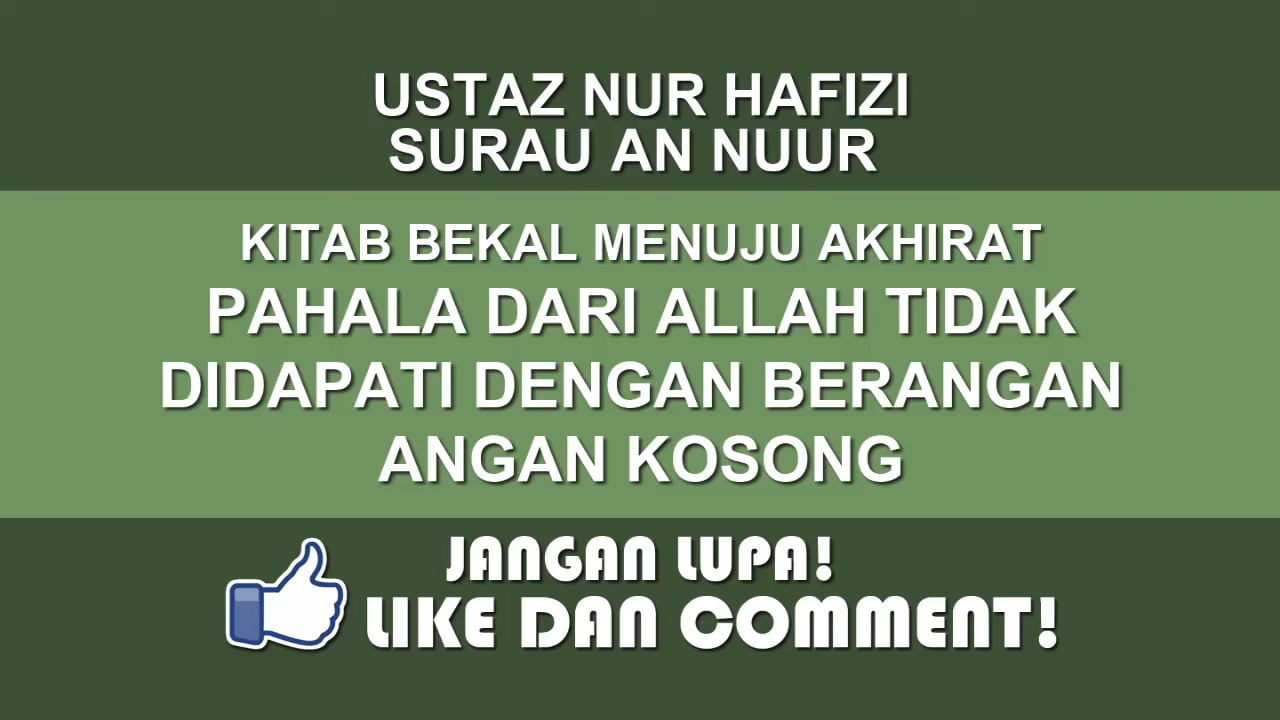 USTAZ NUR HAFIZI
SURAU AN NUUR
KITAB BEKAL MENUJU AKHIRAT
PAHALA DARI ALLAH TIDAK
DIDAPATI DENGAN BERANGAN
ANGAN KOSONG
JANGAN LUPA!
LIKE DAN COMMENT!